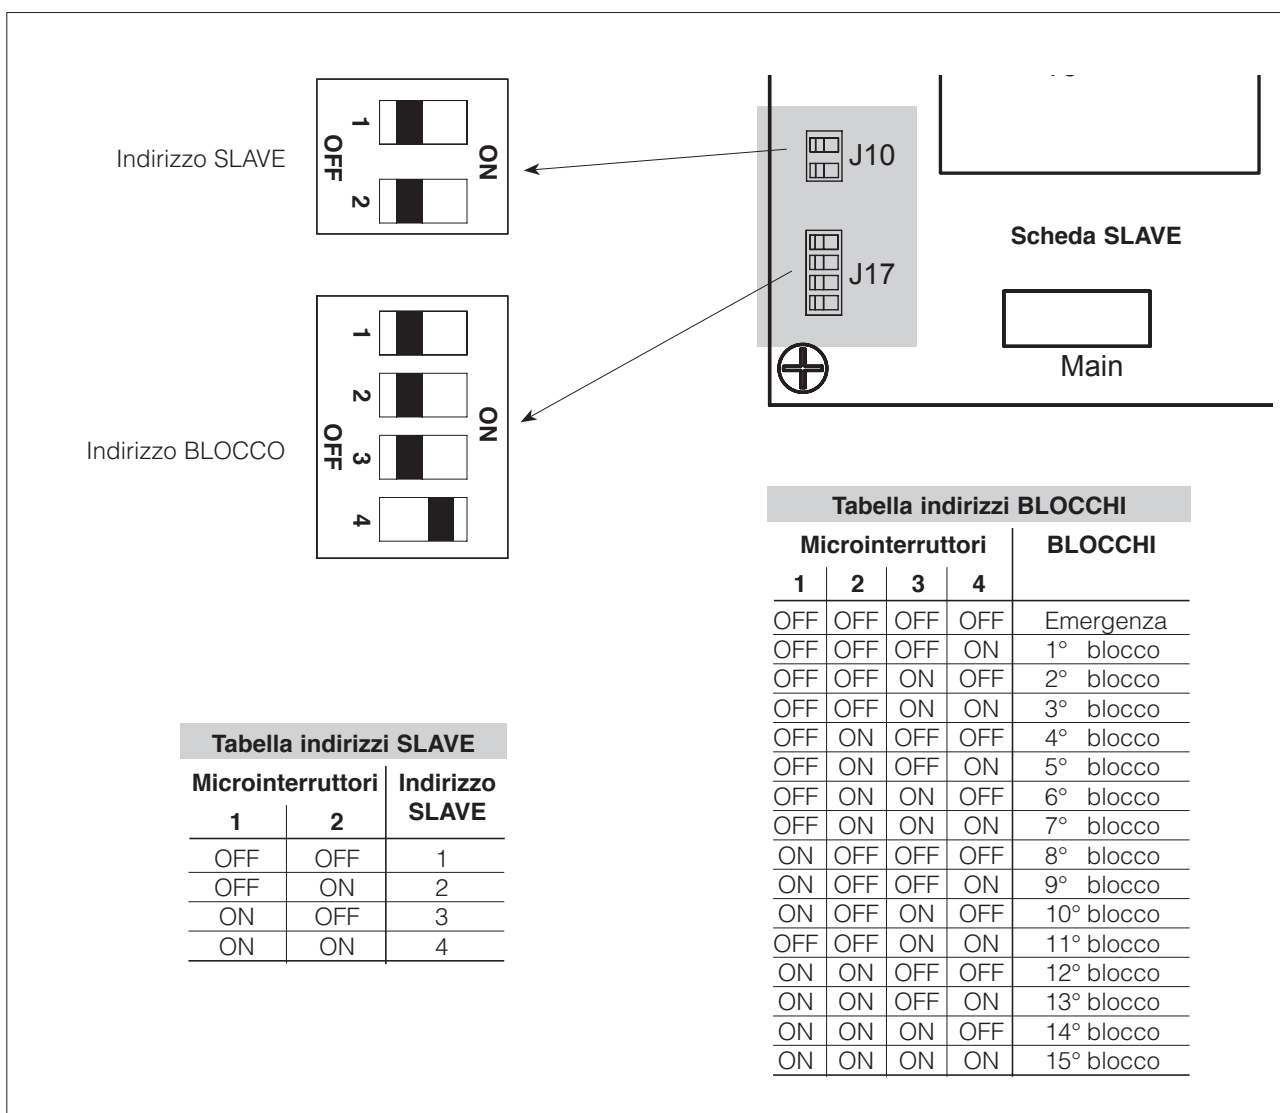 Indirizzo SLAVE
OFF
1
2
ON
J10
Scheda SLAVE
J17
Main
Indirizzo BLOCCO
OFF
1
2
3
4
ON
Tabella indirizzi BLOCCHI
Microinterruttori BLOCCHI
1 2 3 4
OFF OFF OFF OFF Emergenza
OFF OFF OFF ON 1° blocco
OFF OFF ON OFF 2° blocco
OFF OFF ON ON 3° blocco
OFF ON OFF OFF 4° blocco
OFF ON OFF ON 5° blocco
OFF ON ON OFF 6° blocco
OFF ON ON ON 7° blocco
ON OFF OFF OFF 8° blocco
ON OFF OFF ON 9° blocco
ON OFF ON OFF 10° blocco
OFF OFF ON ON 11° blocco
ON ON OFF OFF 12° blocco
ON ON OFF ON 13° blocco
ON ON ON OFF 14° blocco
ON ON ON ON 15° blocco
Tabella indirizzi SLAVE
Microinterruttori Indirizzo
SLAVE
1 2
OFF OFF 1
OFF ON 2
ON OFF 3
ON ON 4